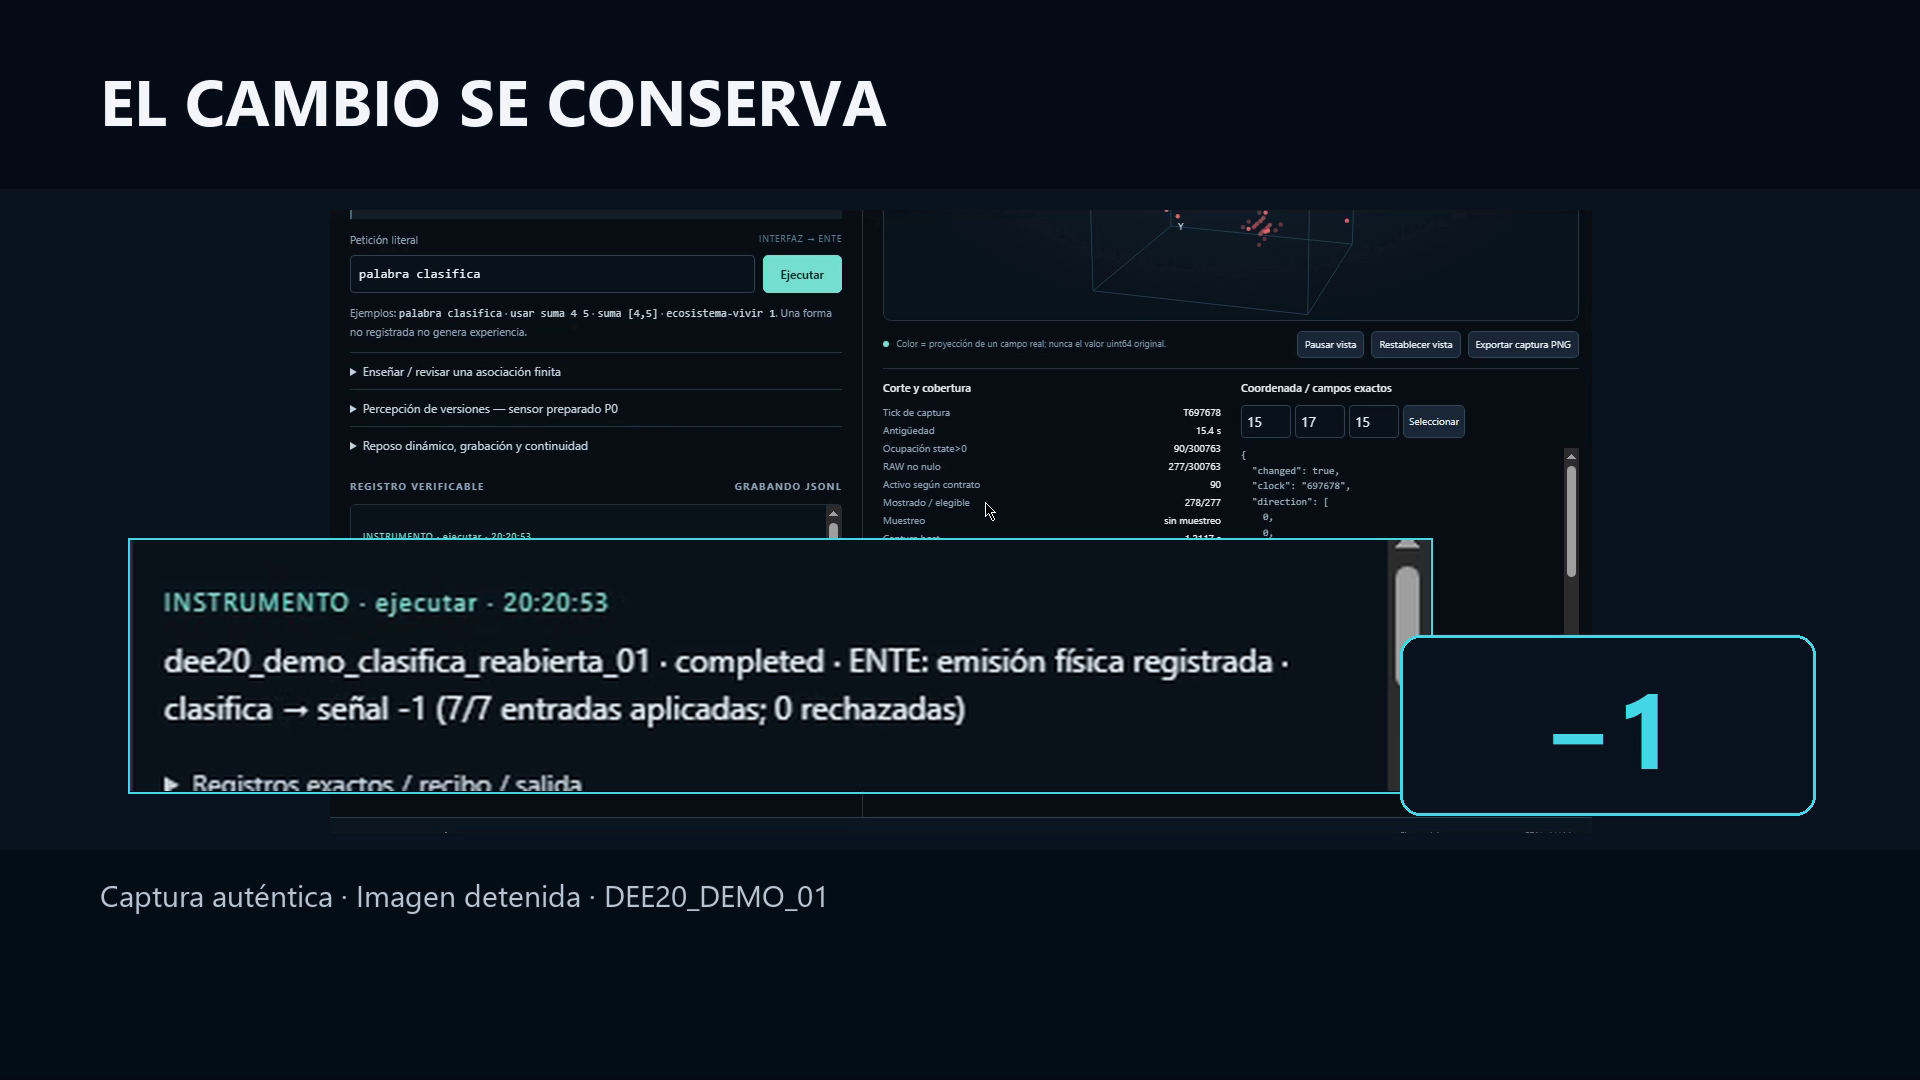 EL CAMBIO SE CONSERVA
Petición literal
INTERFAZ → ENTE
palabra clasifica
Ejecutar
Ejemplos: palabra clasifica · usar suma 4 5 · suma [4,5] · ecosistema-vivir 1. Una forma
no registrada no genera experiencia.
▶ Enseñar / revisar una asociación finita
▶ Percepción de versiones — sensor preparado P0
▶ Reposo dinámico, grabación y continuidad
REGISTRO VERIFICABLE
GRABANDO JSONL
INSTRUMENTO · ejecutar · 20:20:53
Y
Color = proyección de un campo real; nunca el valor uint64 original.
Pausar vista
Restablecer vista
Exportar captura PNG
Corte y cobertura
Tick de captura T697678
Antigüedad 15.4 s
Ocupación state>0 90/300763
RAW no nulo 277/300763
Activo según contrato 90
Mostrado / elegible 278/277
Muestreo sin muestreo
Coordenada / campos exactos
15 17 15 Seleccionar
{
"changed": true,
"clock": "697678",
"direction": [
0,
0,
INSTRUMENTO · ejecutar · 20:20:53
dee20_demo_clasifica_reabierta_01 · completed · ENTE: emisión física registrada ·
clasifica → señal -1 (7/7 entradas aplicadas; 0 rechazadas)
▶ Registros exactos / recibo / salida
−1
Captura auténtica · Imagen detenida · DEE20_DEMO_01